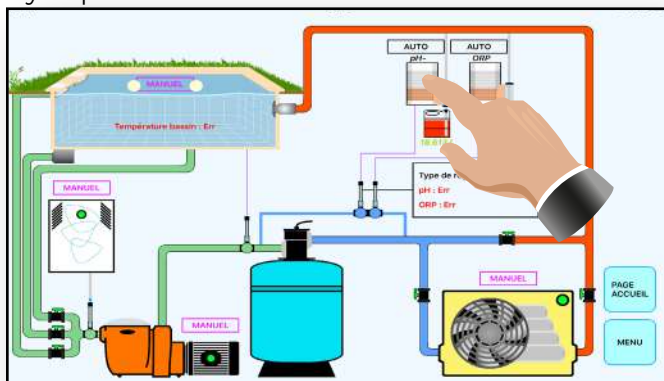 AUTO
AUTO
pH-
ORP
MANUEL
Température bassin : Err
MANUEL
Type de
pH : Err
ORP : Err
MANUEL
PAGE
ACCUEIL
MANUEL
MENU